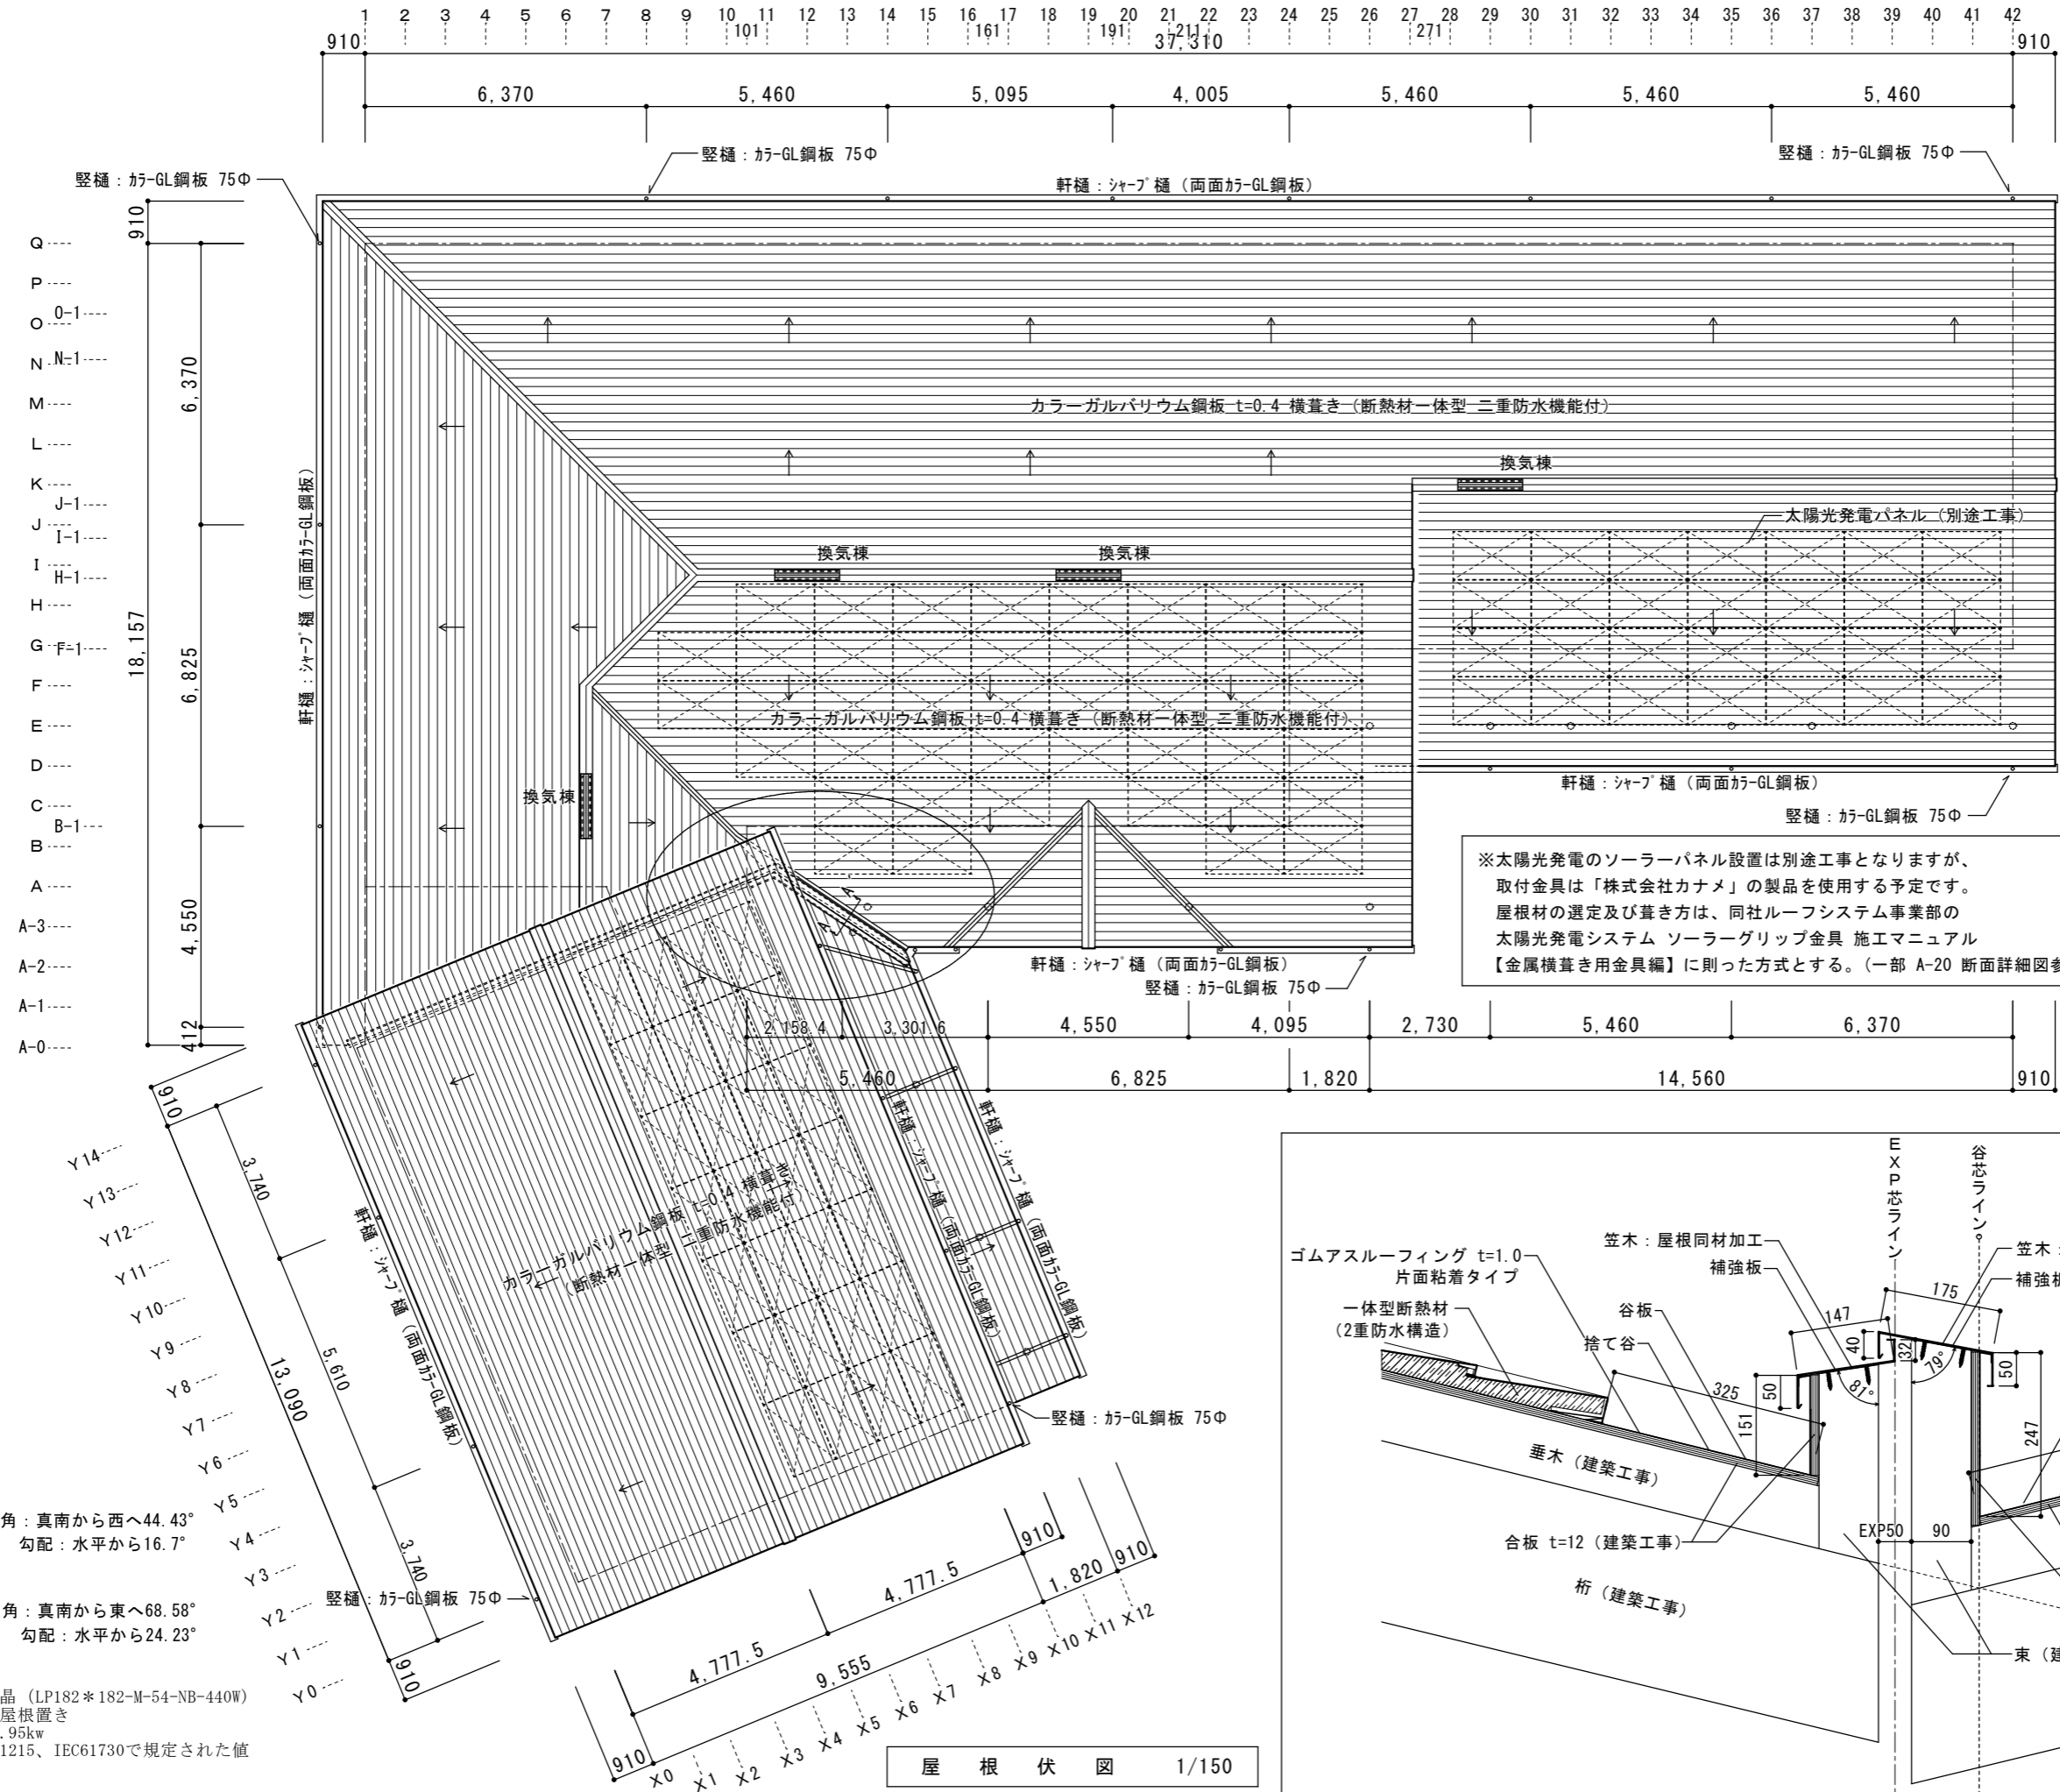 1 2 3 4 5 6 7 8 9 10 11 12 13 14 15 16 17 18 19 20 21 22 23 24 25 26 27 28 29 30 31 32 33 34 35 36 37 38 39 40 41 42
101 161 191 211 271
910 37,310 910
6,370 5,460 5,095 4,005 5,460 5,460 5,460
竪樋：ｶﾗｰGL鋼板 75Φ
竪樋：ｶﾗｰGL鋼板 75Φ
竪樋：ｶﾗｰGL鋼板 75Φ
軒樋：ｼｬｰﾌﾟ樋（両面ｶﾗｰGL鋼板）
910
Q
P
O-1
O
N-1
N
M
L
K
J-1
J
I-1
I
H-1
H
G
F-1
F
E
D
C
B-1
B
A
A-3
A-2
A-1
A-0
18,157
6,370
6,825
4,550
412
軒樋：ｼｬｰﾌﾟ樋（両面ｶﾗｰGL鋼板）
カラーガルバリウム鋼板 t=0.4 横葺き（断熱材一体型 二重防水機能付）
換気棟
太陽光発電パネル（別途工事）
換気棟
換気棟
カラーガルバリウム鋼板 t=0.4 横葺き（断熱材一体型 二重防水機能付）
換気棟
軒樋：ｼｬｰﾌﾟ樋（両面ｶﾗｰGL鋼板）
竪樋：ｶﾗｰGL鋼板 75Φ
※太陽光発電のソーラーパネル設置は別途工事となりますが、
取付金具は「株式会社カナメ」の製品を使用する予定です。
屋根材の選定及び葺き方は、同社ルーフシステム事業部の
太陽光発電システム ソーラーグリップ金具 施工マニュアル
【金属横葺き用金具編】に則った方式とする。(一部 A-20 断面詳細図参
A A'
軒樋：ｼｬｰﾌﾟ樋（両面ｶﾗｰGL鋼板）
竪樋：ｶﾗｰGL鋼板 75Φ
2,158.4 3,301.6 4,550 4,095 2,730 5,460 6,370
5,460 6,825 1,820 14,560 910
910
3,740
5,610
3,740
13,090
910
Y14
Y13
Y12
Y11
Y10
Y9
Y8
Y7
Y6
Y5
Y4
Y3
Y2
Y1
Y0
軒樋：ｼｬｰﾌﾟ樋（両面ｶﾗｰGL鋼板）
カラーガルバリウム鋼板 t=0.4 横葺き
（断熱材一体型 二重防水機能付）
軒樋：ｼｬｰﾌﾟ樋（両面ｶﾗｰGL鋼板）
軒樋：ｼｬｰﾌﾟ樋（両面ｶﾗｰGL鋼板）
竪樋：ｶﾗｰGL鋼板 75Φ
竪樋：ｶﾗｰGL鋼板 75Φ
4,777.5 4,777.5 910
910 9,555 1,820 910
X0 X1 X2 X3 X4 X5 X6 X7 X8 X9 X10 X11 X12
角：真南から西へ44.43°
勾配：水平から16.7°
角：真南から東へ68.58°
勾配：水平から24.23°
晶（LP182＊182-M-54-NB-440W）
屋根置き
.95kw
1215、IEC61730で規定された値
屋根伏図 1/150
EXP芯ライン
谷芯ライン
ゴムアスルーフィング t=1.0
片面粘着タイプ
笠木：屋根同材加工
補強板
笠木：
補強板
一体型断熱材
（2重防水構造）
谷板
捨て谷
147
175
40
32
79°
81°
50
50
151
325
247
垂木（建築工事）
合板 t=12（建築工事）
EXP50 90
桁（建築工事）
束（建